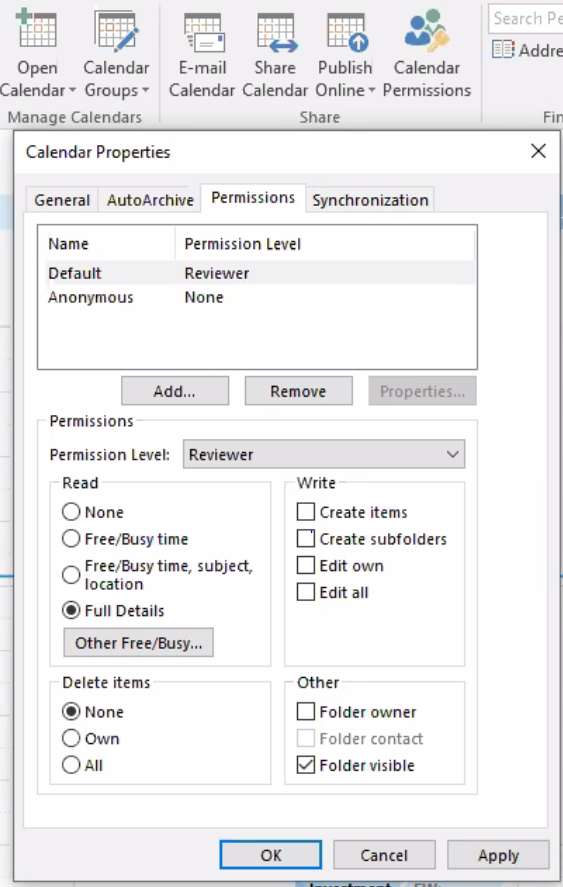 Search Pe
Open Calendar
Calendar Groups
E-mail Calendar
Share Calendar
Publish Online
Calendar Permissions
Addre
Manage Calendars
Share
Fin
Calendar Properties
General AutoArchive Permissions Synchronization
Name Permission Level
Default Reviewer
Anonymous None
Add... Remove Properties...
Permissions
Permission Level: Reviewer
Read
None
Free/Busy time
Free/Busy time, subject,
location
Full Details
Other Free/Busy...
Write
Create items
Create subfolders
Edit own
Edit all
Delete items
None
Own
All
Other
Folder owner
Folder contact
Folder visible
OK Cancel Apply